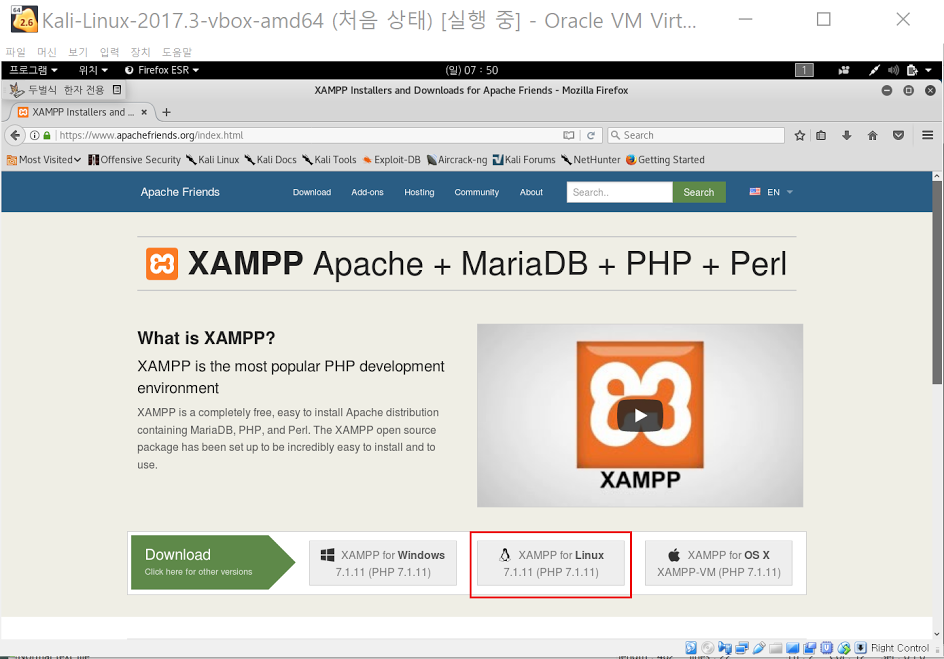 64
2.6
Kali-Linux-2017.3-vbox-amd64 (처음 상태) [실행 중] - Oracle VM Virt...
파일 머신 보기 입력 장치 도움말
프로그램 위치 Firefox ESR (일) 07 : 50 1
두벌식 한자 전용 XAMPP Installers and Downloads for Apache Friends - Mozilla Firefox
XAMPP Installers and ...
https://www.apachefriends.org/index.html Search
Most Visited Offensive Security Kali Linux Kali Docs Kali Tools Exploit-DB Aircrack-ng Kali Forums NetHunter Getting Started
Apache Friends Download Add-ons Hosting Community About Search.. Search EN
XAMPP Apache + MariaDB + PHP + Perl
What is XAMPP?
XAMPP is the most popular PHP development
environment
XAMPP is a completely free, easy to install Apache distribution
containing MariaDB, PHP, and Perl. The XAMPP open source
package has been set up to be incredibly easy to install and to
use.
XAMPP
Download
Click here for other versions
XAMPP for Windows
7.1.11 (PHP 7.1.11)
XAMPP for Linux
7.1.11 (PHP 7.1.11)
XAMPP for OS X
XAMPP-VM (PHP 7.1.11)
Right Control